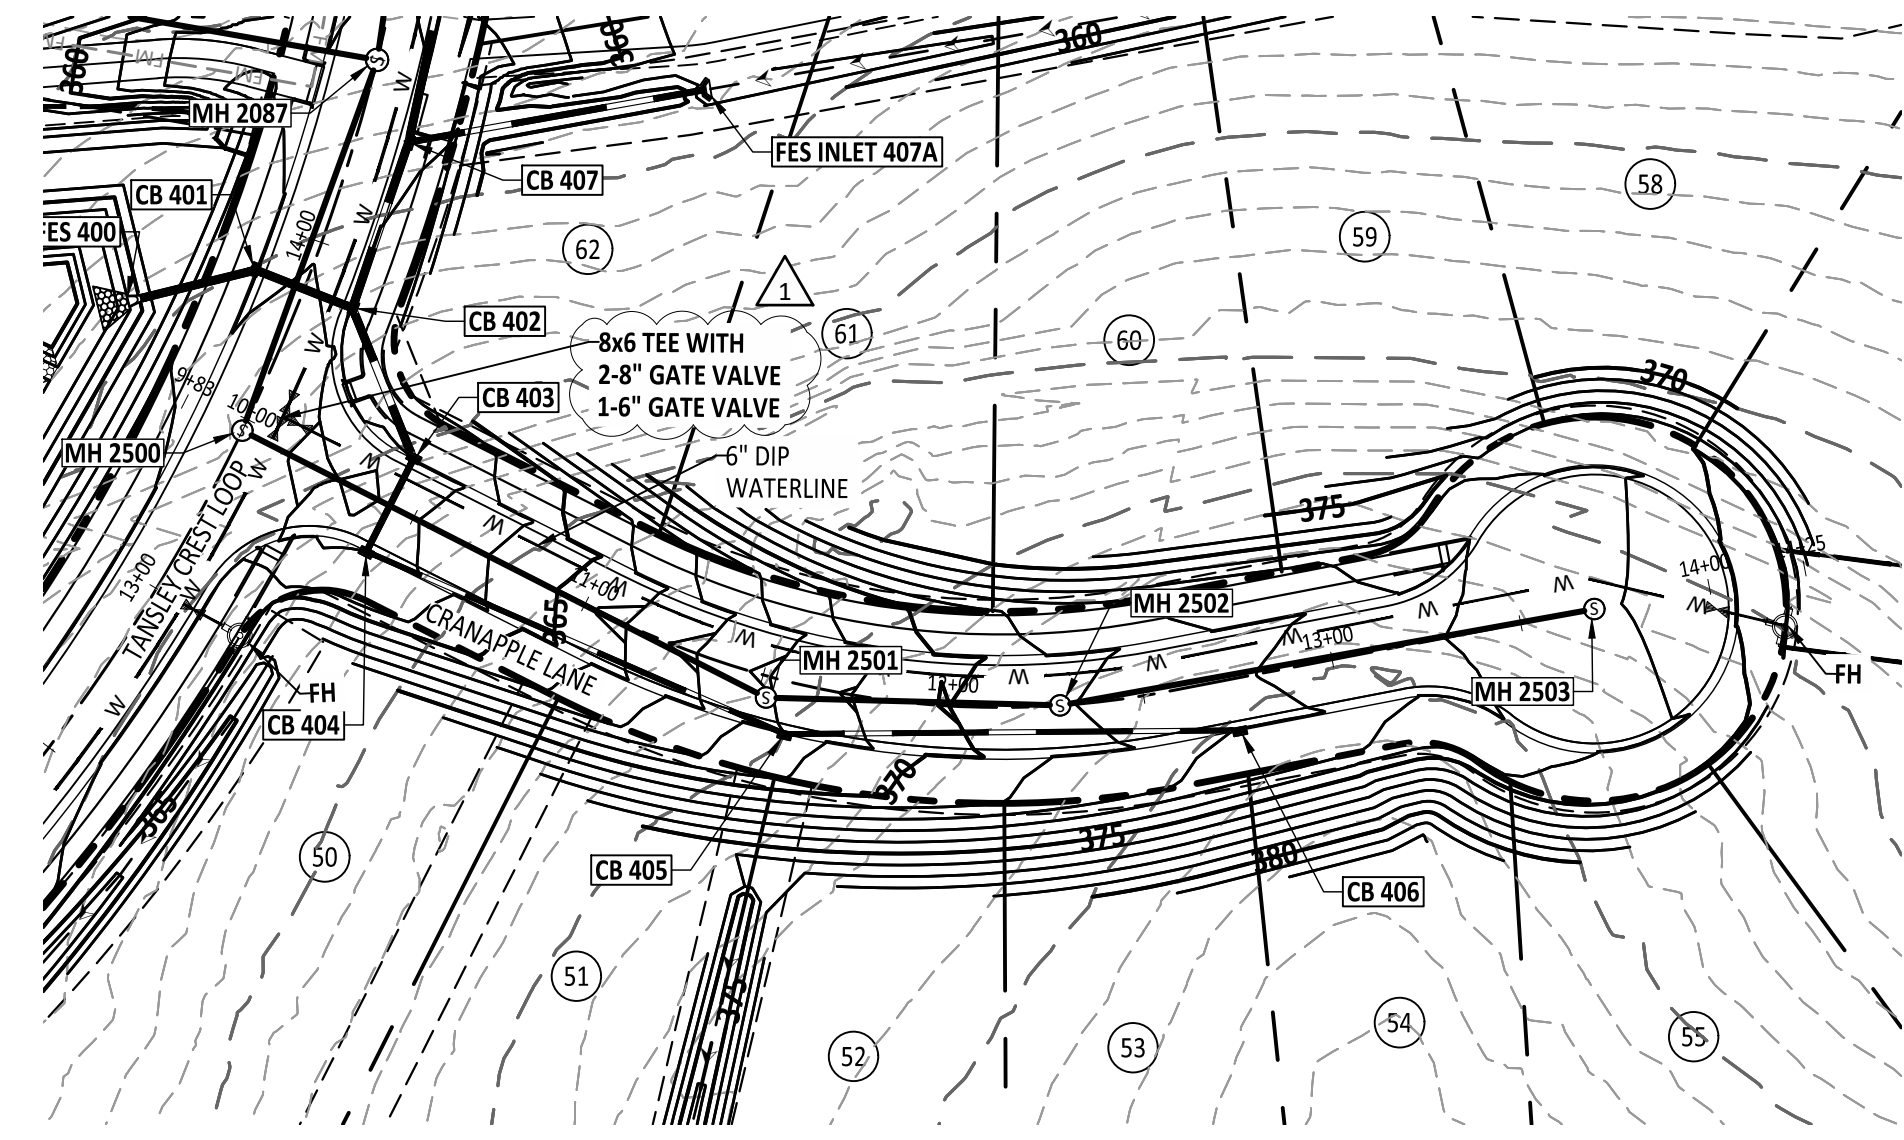 360
360
360
FM
FM
FM
S
W
MH 2087
FES INLET 407A
CB 407
CB 401
58
W
14+00
FES 400
59
62
1
CB 402
61
60
8x6 TEE WITH
2-8" GATE VALVE
1-6" GATE VALVE
W
9+83
10+00
370
CB 403
S
MH 2500
W
W
6" DIP
WATERLINE
375
W
TANSLEY CREST LOOP
13+00
W
11+00
W
365
14+00
W
W
W
S
MH 2502
CRANAPPLE LANE
W
W
13+00
W
MH 2501
W
12+00
S
S
MH 2503
FH
FH
W
CB 404
365
370
375
380
50
CB 405
CB 406
51
375
52
53
54
55